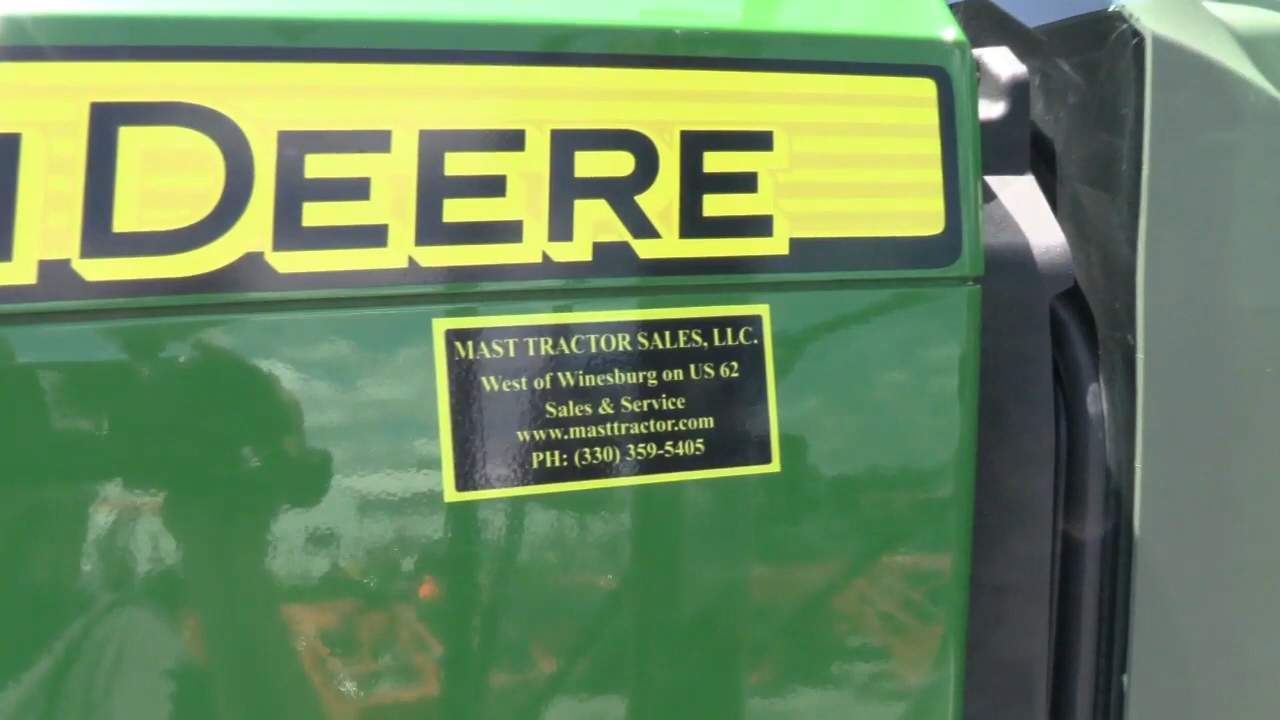 DEERE
MAST TRACTOR SALES, LLC.
West of Winesburg on US 62
Sales & Service
www.masttractor.com
PH: (330) 359-5405